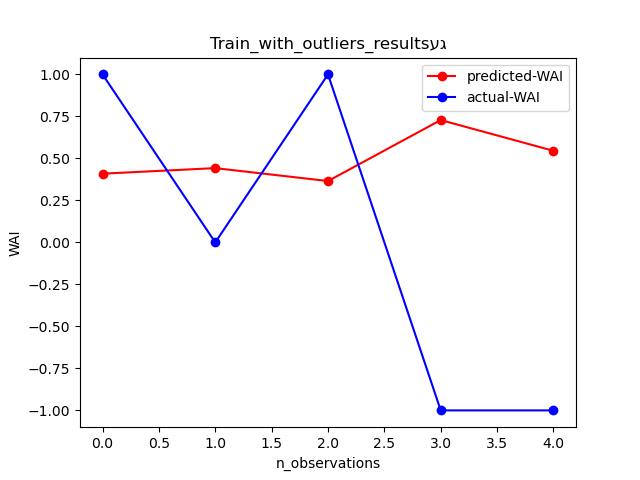 Train_with_outliers_resultsגע
predicted-WAI
actual-WAI
1.00
0.75
0.50
0.25
0.00
−0.25
−0.50
−0.75
−1.00
WAI
0.0 0.5 1.0 1.5 2.0 2.5 3.0 3.5 4.0
n_observations